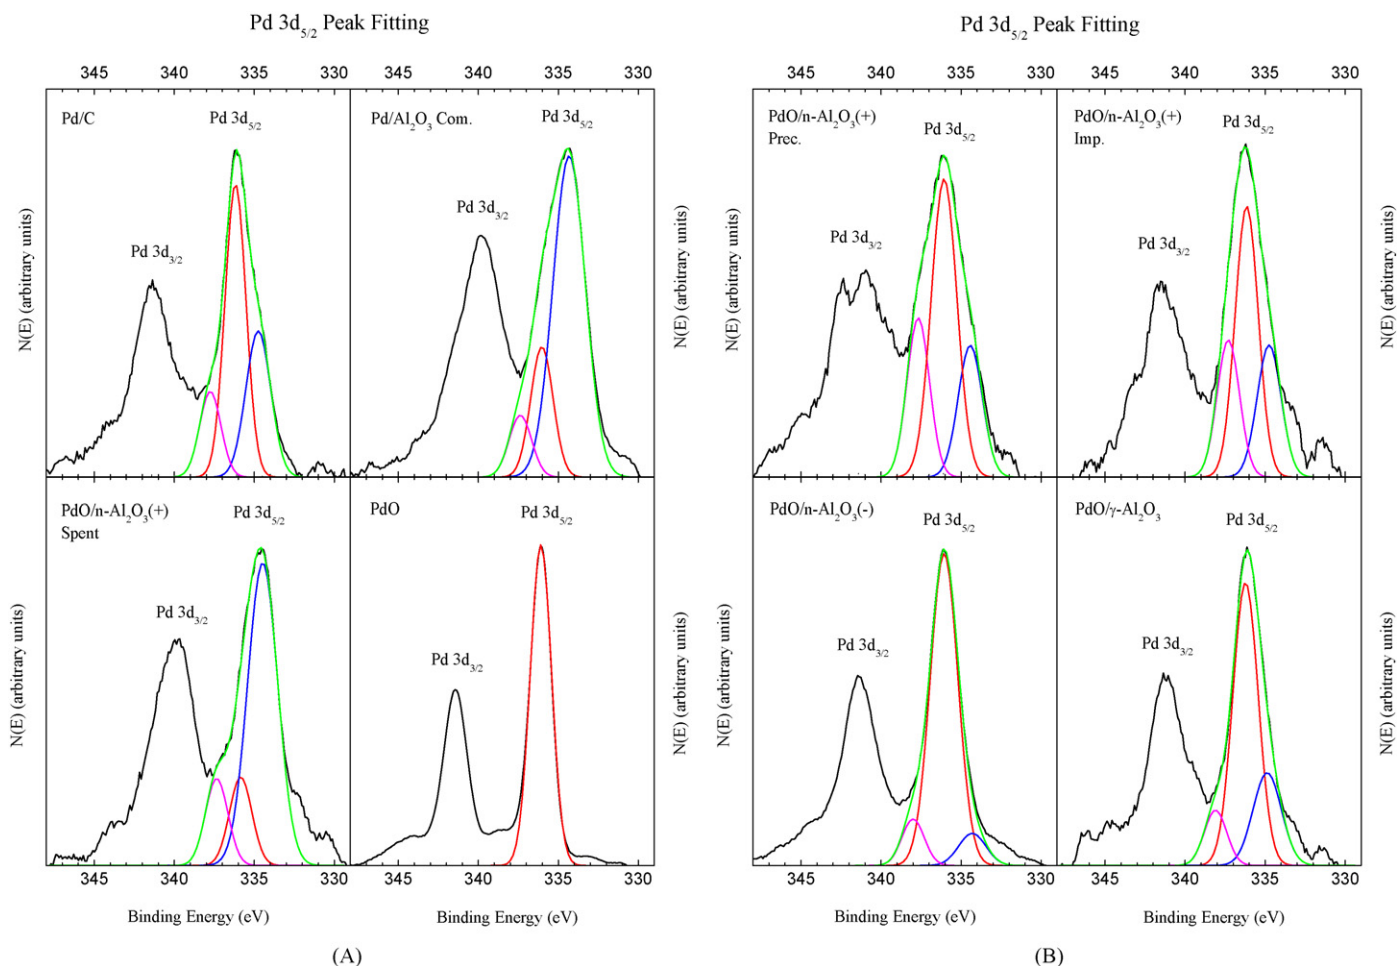 Pd 3d5/2 Peak Fitting
345 340 335 345 340 335 330
Pd/C
Pd 3d5/2
Pd 3d3/2
Pd/Al2O3 Com.
Pd 3d5/2
Pd 3d3/2
N(E) (arbitrary units)
N(E) (arbitrary units)
PdO/n-Al2O3(+)
Spent
Pd 3d5/2
Pd 3d3/2
PdO
Pd 3d5/2
Pd 3d3/2
N(E) (arbitrary units)
N(E) (arbitrary units)
345 340 335 345 340 335 330
Binding Energy (eV) Binding Energy (eV)
(A)
Pd 3d5/2 Peak Fitting
345 340 335 345 340 335 330
PdO/n-Al2O3(+)
Prec.
Pd 3d5/2
Pd 3d3/2
PdO/n-Al2O3(+)
Imp.
Pd 3d5/2
Pd 3d3/2
N(E) (arbitrary units)
N(E) (arbitrary units)
PdO/n-Al2O3(-)
Pd 3d5/2
Pd 3d3/2
PdO/γ-Al2O3
Pd 3d5/2
Pd 3d3/2
N(E) (arbitrary units)
N(E) (arbitrary units)
345 340 335 345 340 335 330
Binding Energy (eV) Binding Energy (eV)
(B)